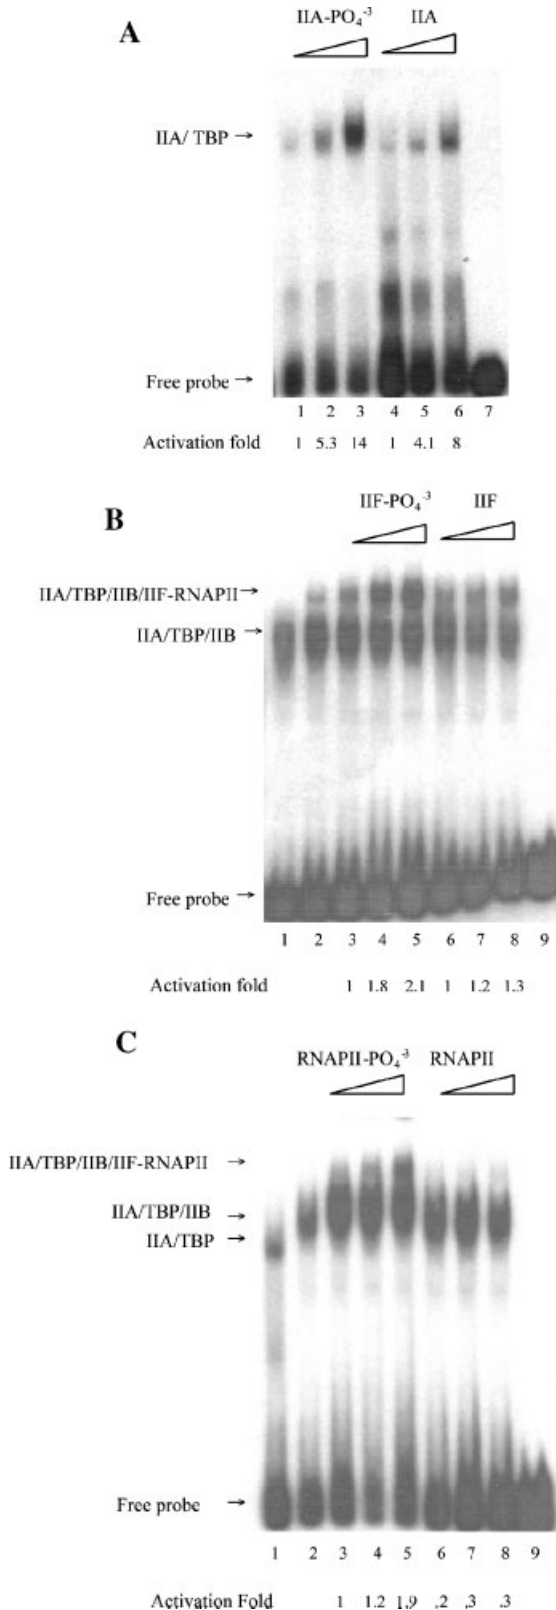 A
IIA-PO₄⁻³ IIA
IIA/ TBP →
Free probe →
1 2 3 4 5 6 7
Activation fold 1 5.3 14 1 4.1 8
B
IIF-PO₄⁻³ IIF
IIA/TBP/IIB/IIF-RNAPII →
IIA/TBP/IIB →
Free probe →
1 2 3 4 5 6 7 8 9
Activation fold 1 1.8 2.1 1 1.2 1.3
C
RNAPII-PO₄⁻³ RNAPII
IIA/TBP/IIB/IIF-RNAPII →
IIA/TBP/IIB →
IIA/TBP →
Free probe →
1 2 3 4 5 6 7 8 9
Activation Fold 1 1.2 1.9 .2 .3 .3